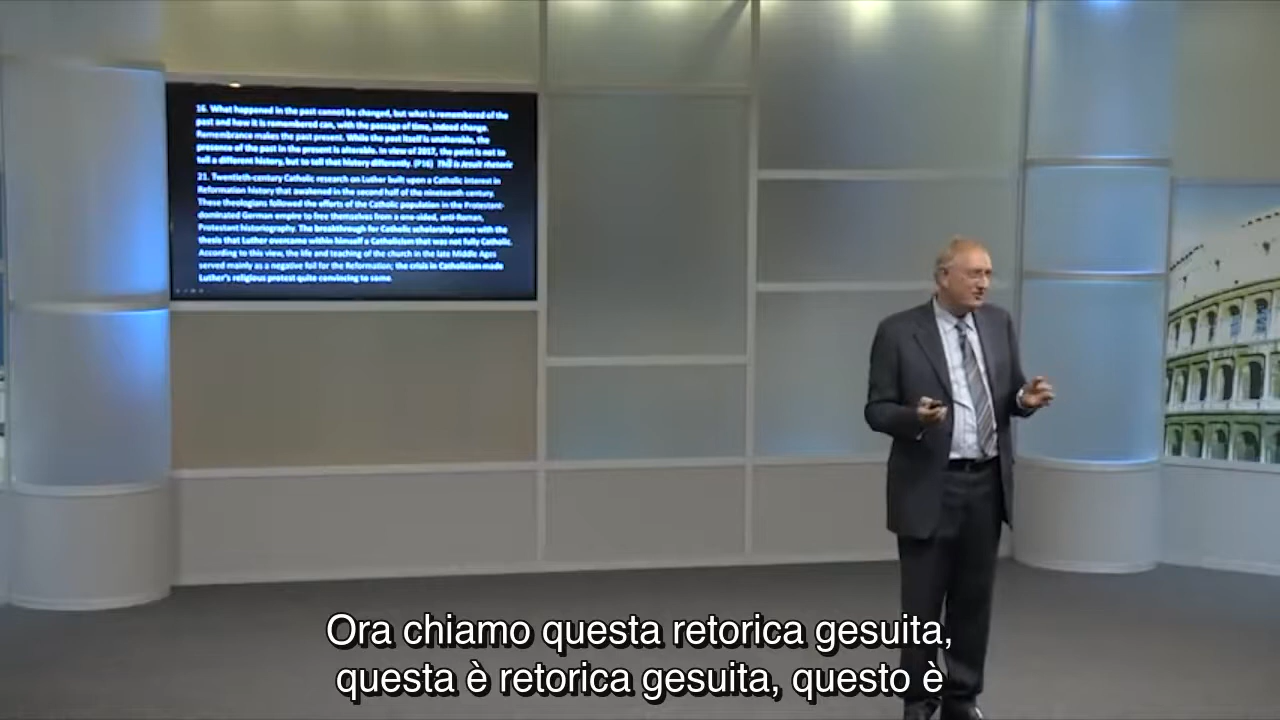 16. What happened in the past cannot be changed, but what is remembered of the
past and how it is remembered can, with the passage of time, indeed change.
Remembrance makes the past present. While the past itself is unalterable, the
presence of the past in the present is alterable. In view of 2017, the point is not to
tell a different history, but to tell that history differently. (P16) This is Jesuit rhetoric
21. Twentieth-century Catholic research on Luther built upon a Catholic interest in
Reformation history that awakened in the second half of the nineteenth century.
These theologians followed the efforts of the Catholic population in the Protestant-
dominated German empire to free themselves from a one-sided, anti-Roman,
Protestant historiography. The breakthrough for Catholic scholarship came with the
thesis that Luther overcame within himself a Catholicism that was not fully Catholic.
According to this view, the life and teaching of the church in the late Middle Ages
served mainly as a negative foil for the Reformation; the crisis in Catholicism made
Luther's religious protest quite convincing to some.
Ora chiamo questa retorica gesuita,
questa è retorica gesuita, questo è